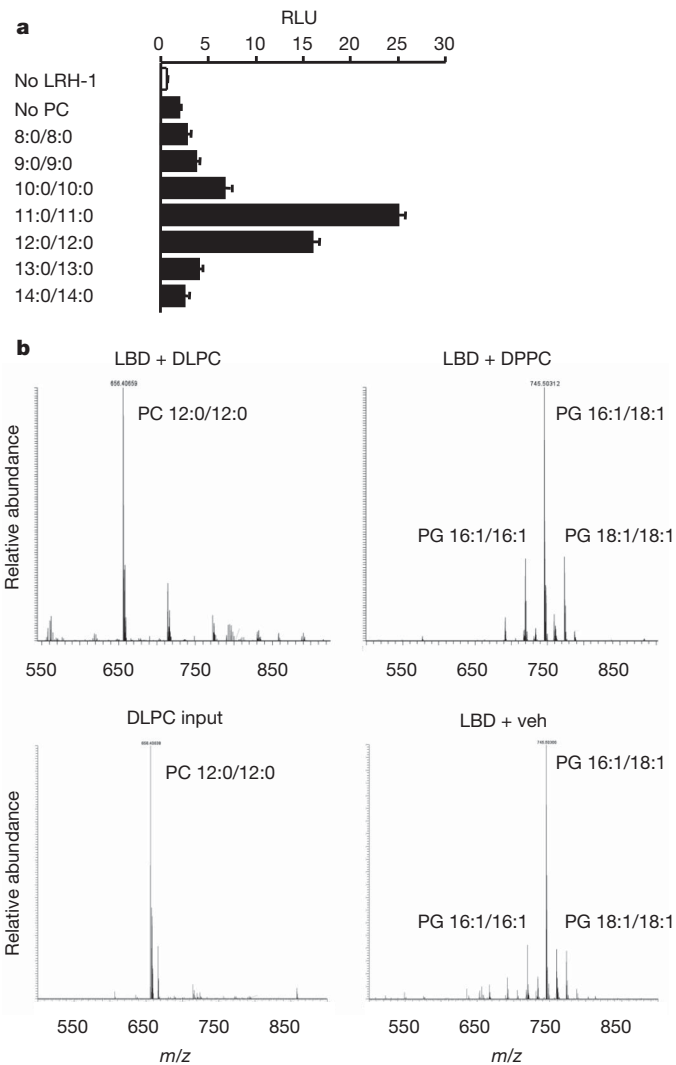 a
RLU
0 5 10 15 20 25 30
No LRH-1
No PC
8:0/8:0
9:0/9:0
10:0/10:0
11:0/11:0
12:0/12:0
13:0/13:0
14:0/14:0
b
LBD + DLPC
656.40659
PC 12:0/12:0
Relative abundance
550 650 750 850
LBD + DPPC
745.50312
PG 16:1/18:1
PG 16:1/16:1
PG 18:1/18:1
550 650 750 850
DLPC input
PC 12:0/12:0
Relative abundance
550 650 750 850
m/z
LBD + veh
PG 16:1/18:1
PG 16:1/16:1
PG 18:1/18:1
550 650 750 850
m/z